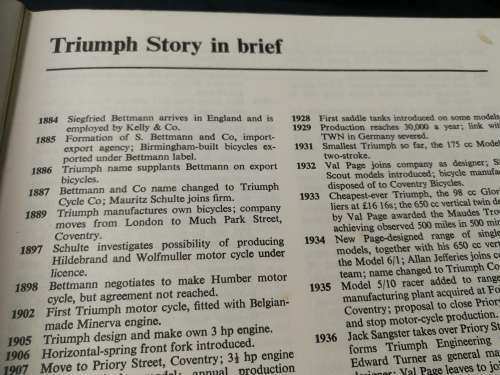 Triumph Story in brief
1884 Siegfried Bettmann arrives in England and is
employed by Kelly & Co.
1885 Formation of S. Bettmann and Co, import-
export agency; Birmingham-built bicycles ex-
ported under Bettmann label.
1886 Triumph name supplants Bettmann on export
bicycles.
1887 Bettmann and Co name changed to Triumph
Cycle Co; Mauritz Schulte joins firm.
1889 Triumph manufactures own bicycles; company
moves from London to Much Park Street,
Coventry.
1897 Schulte investigates possibility of producing
Hildebrand and Wolfmuller motor cycle under
licence.
1898 Bettmann negotiates to make Humber motor
cycle, but agreement not reached.
1902 First Triumph motor cycle, fitted with Belgian-
made Minerva engine.
1905 Triumph design and make own 3 hp engine.
1906 Horizontal-spring front fork introduced.
1907 Move to Priory Street, Coventry; 3½ hp engine
model; annual production
1928 First saddle tanks introduced on some models.
1929 Production reaches 30,000 a year; link with
TWN in Germany severed.
1931 Smallest Triumph so far, the 175 cc Model
two-stroke.
1932 Val Page joins company as designer;
Scout models introduced; bicycle manufac
disposed of to Coventry Bicycles.
1933 Cheapest-ever Triumph, the 98 cc Glor
liers at £16 16s; the 650 cc vertical twin de
by Val Page awarded the Maudes Trop
achieving observed 500 miles in 500 min
1934 New Page-designed range of single
models, together with his 650 cc ver
the Model 6/1; Allan Jefferies joins co
team; name changed to Triumph Co
1935 Model 5/10 racer added to range
manufacturing plant acquired at Fo
Coventry; proposal to close Prior
and stop motor-cycle production.
1936 Jack Sangster takes over Priory St
forms Triumph Engineering
Edward Turner as general ma
Val Page leaves to joi